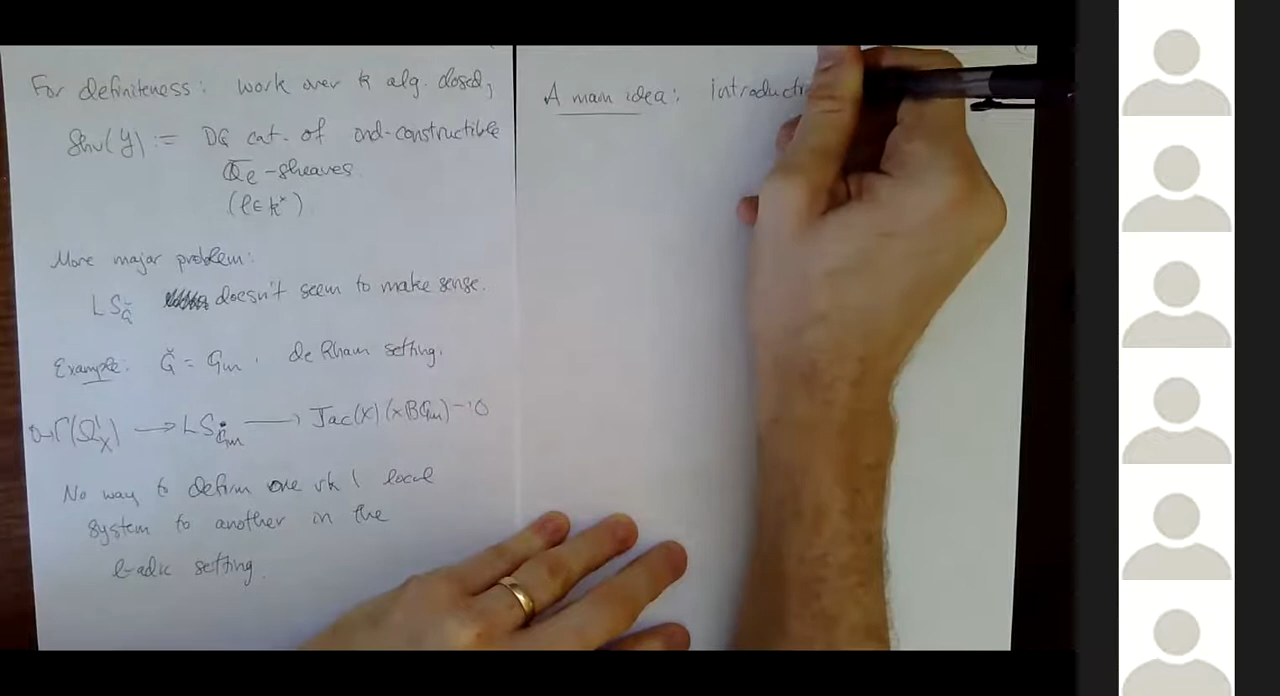 For definiteness: work over k alg. closed,
Shv(Y) := DG cat. of ind-constructible
Q̄ℓ-sheaves.
(ℓ∈k×)
More major problem:
LS_Ǧ doesn't seem to make sense.
Example: Ǧ = Gm, de Rham setting.
0→Γ(Ω¹_X) → LS_Gm → Jac(X)(×BGm)→0
No way to deform one rk 1 local
system to another in the
ℓ-adic setting.
A main idea: introducti